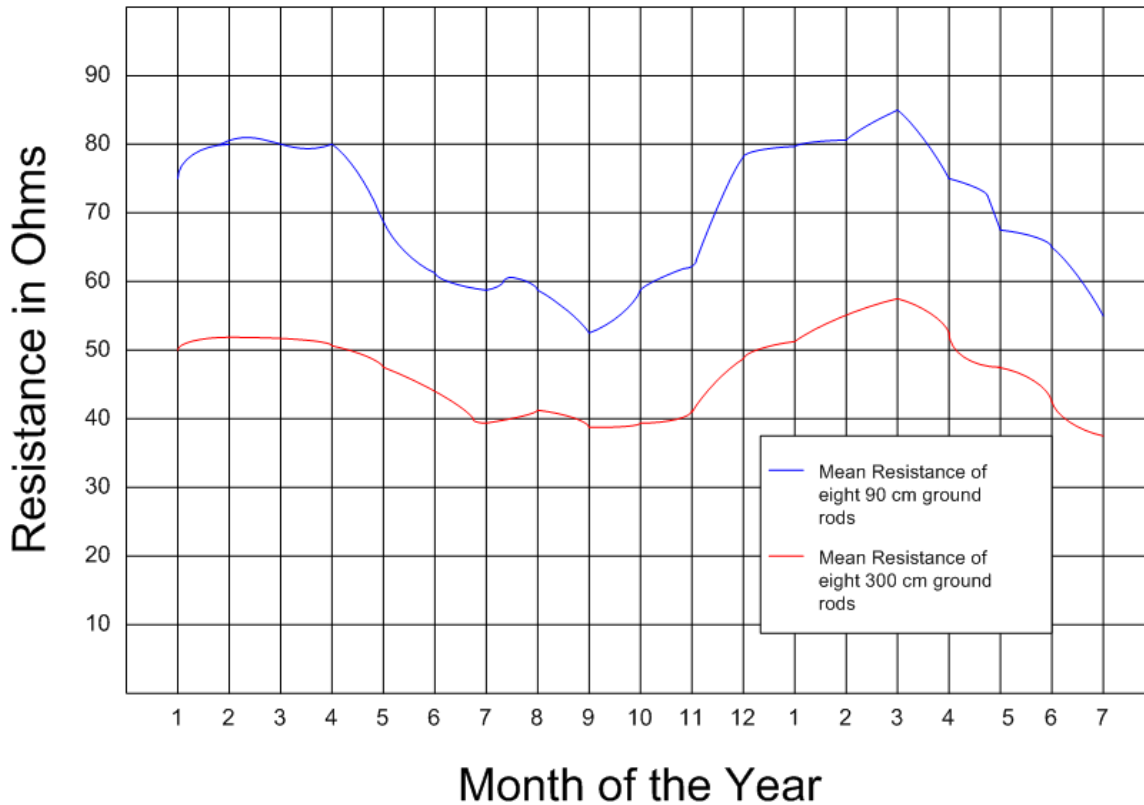 Resistance in Ohms
90
80
70
60
50
40
30
20
10
Mean Resistance of
eight 90 cm ground
rods
Mean Resistance of
eight 300 cm ground
rods
1 2 3 4 5 6 7 8 9 10 11 12 1 2 3 4 5 6 7
Month of the Year